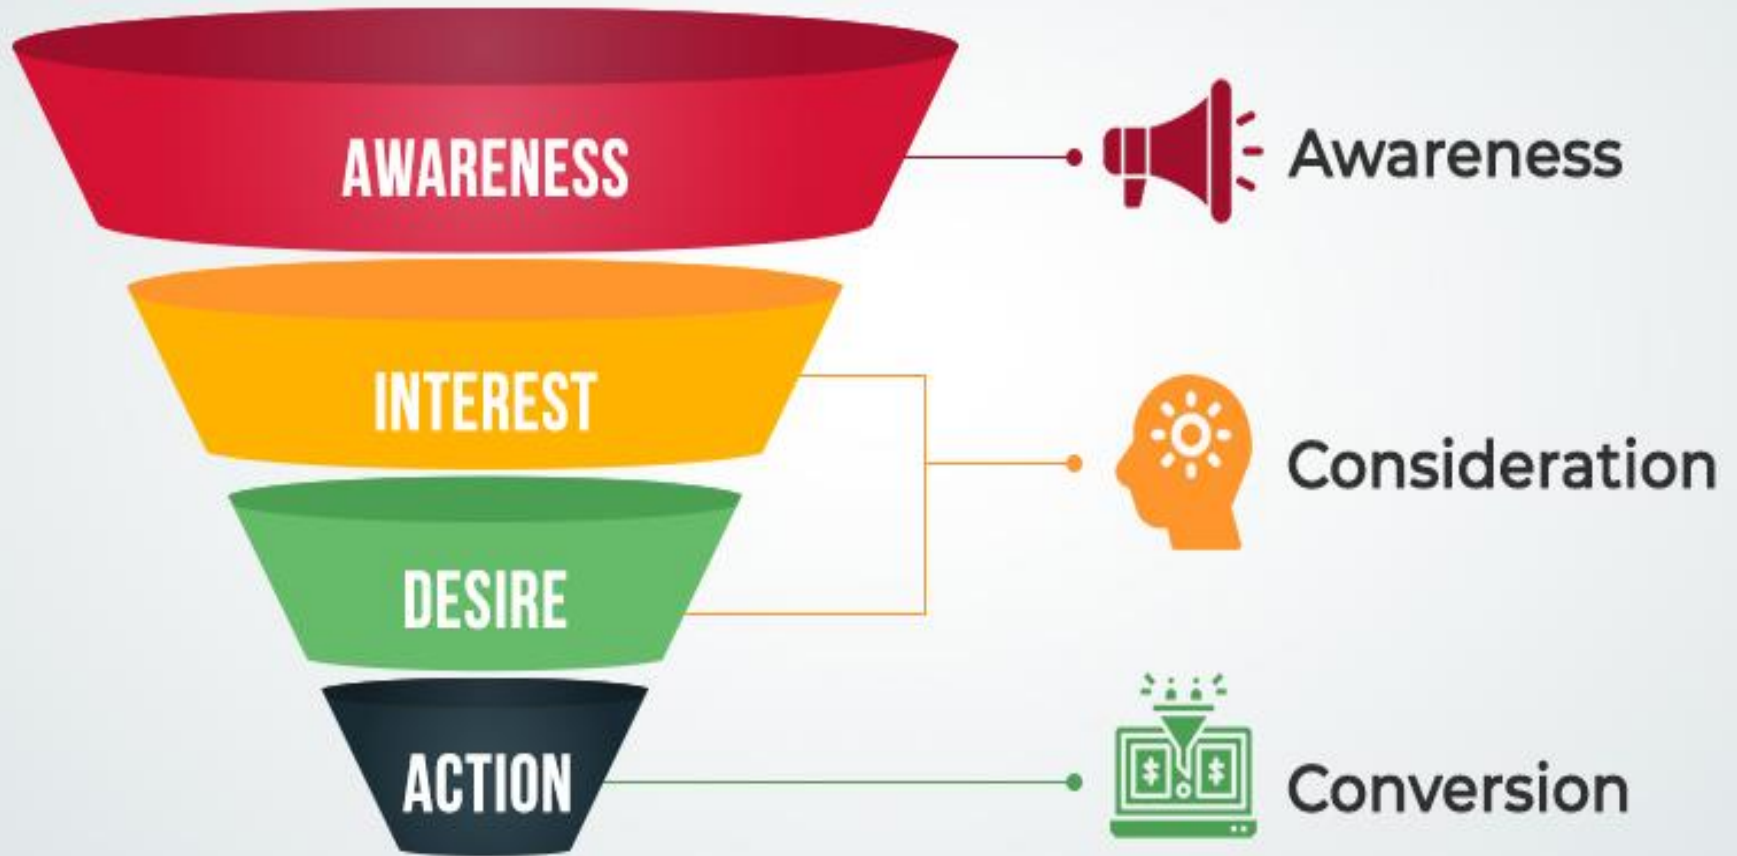 AWARENESS
Awareness
INTEREST
Consideration
DESIRE
ACTION
Conversion
$ $